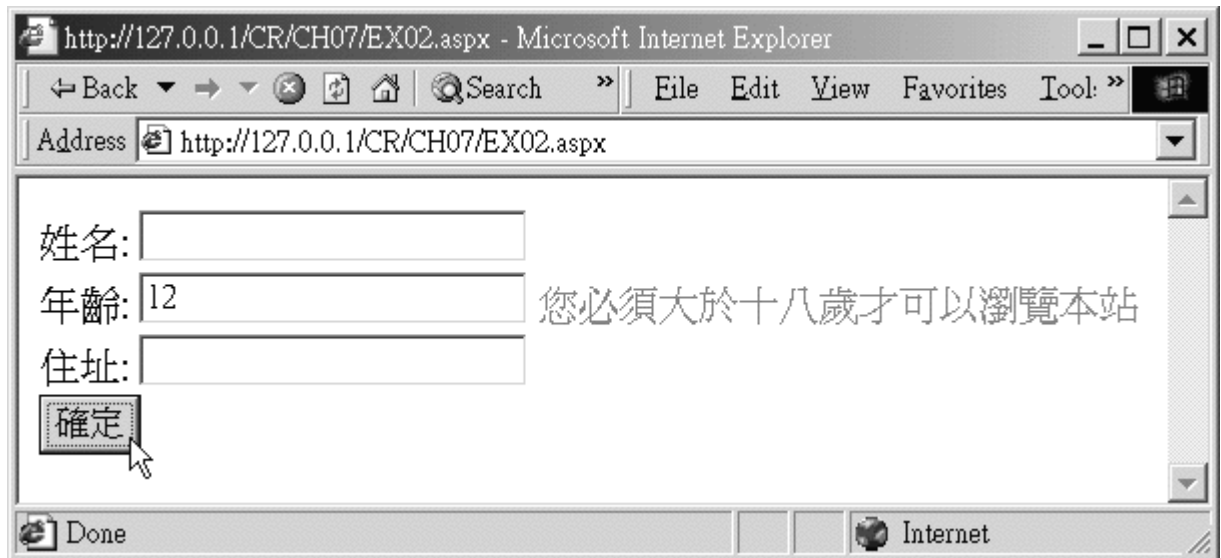 http://127.0.0.1/CR/CH07/EX02.aspx - Microsoft Internet Explorer
Back Search » File Edit View Favorites Tool: »
Address http://127.0.0.1/CR/CH07/EX02.aspx
姓名:
年齡: 12 您必須大於十八歲才可以瀏覽本站
住址:
確定
Done Internet